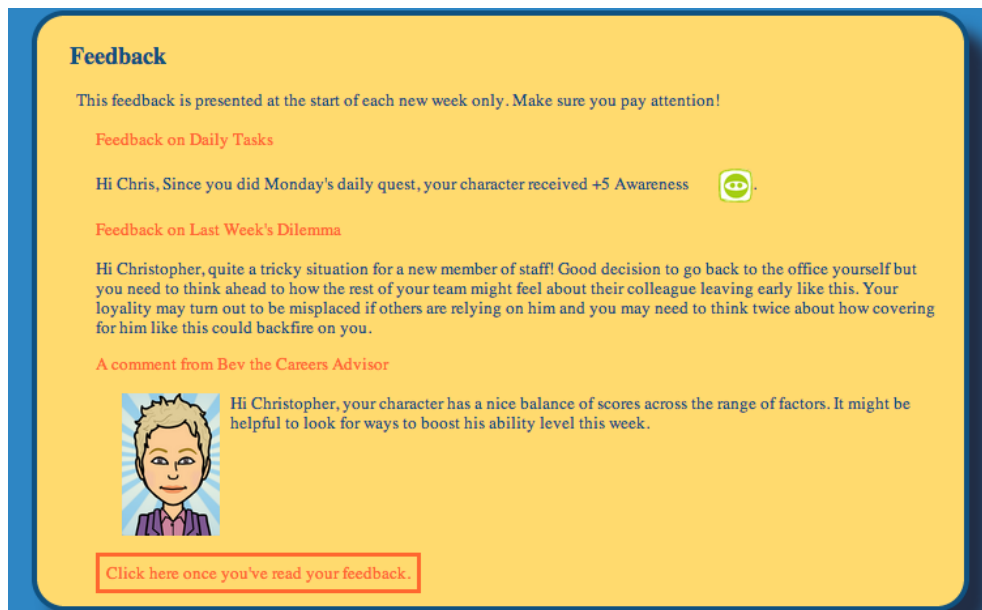 Feedback
This feedback is presented at the start of each new week only. Make sure you pay attention!
Feedback on Daily Tasks
Hi Chris, Since you did Monday's daily quest, your character received +5 Awareness .
Feedback on Last Week's Dilemma
Hi Christopher, quite a tricky situation for a new member of staff! Good decision to go back to the office yourself but
you need to think ahead to how the rest of your team might feel about their colleague leaving early like this. Your
loyality may turn out to be misplaced if others are relying on him and you may need to think twice about how covering
for him like this could backfire on you.
A comment from Bev the Careers Advisor
Hi Christopher, your character has a nice balance of scores across the range of factors. It might be
helpful to look for ways to boost his ability level this week.
Click here once you've read your feedback.